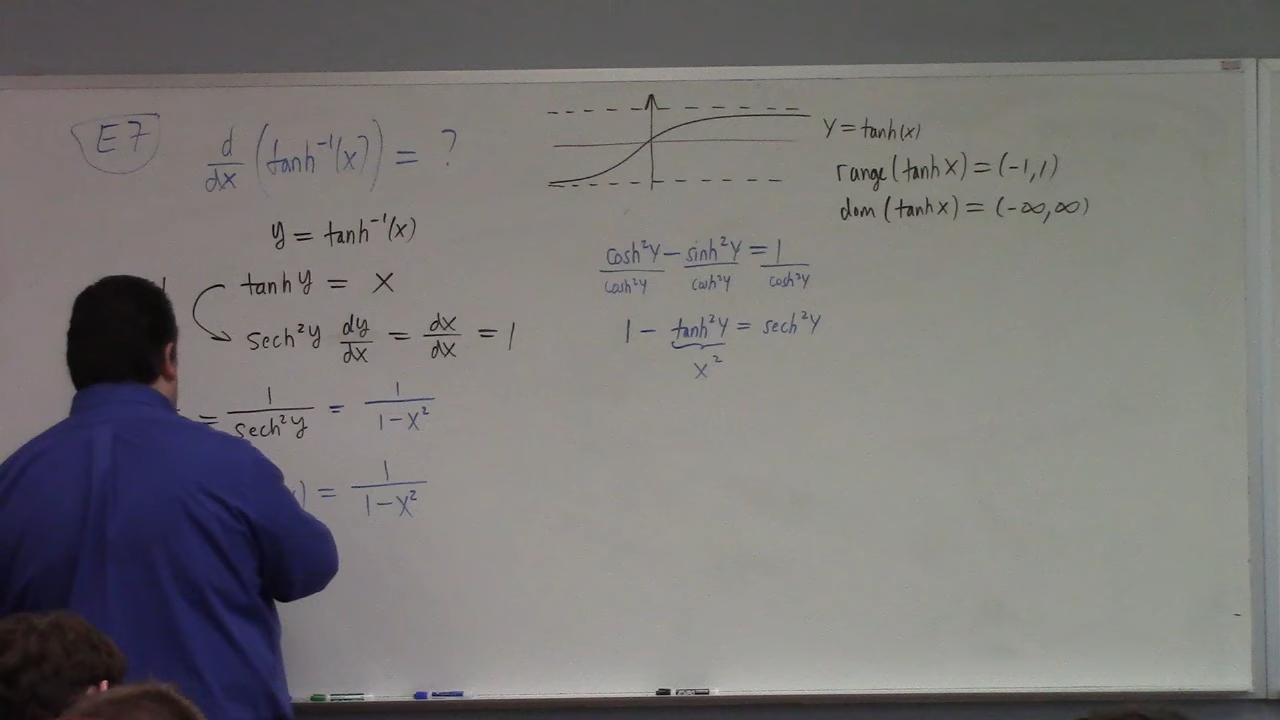 E7
d/dx (tanh⁻¹(x)) = ?
y = tanh⁻¹(x)
tanh y = x
sech²y dy/dx = dx/dx = 1
= 1/sech²y = 1/(1-x²)
) = 1/(1-x²)
y = tanh(x)
range(tanh x) = (-1,1)
dom(tanh x) = (-∞,∞)
cosh²y/cosh²y - sinh²y/cosh²y = 1/cosh²y
1 - tanh²y = sech²y
x²